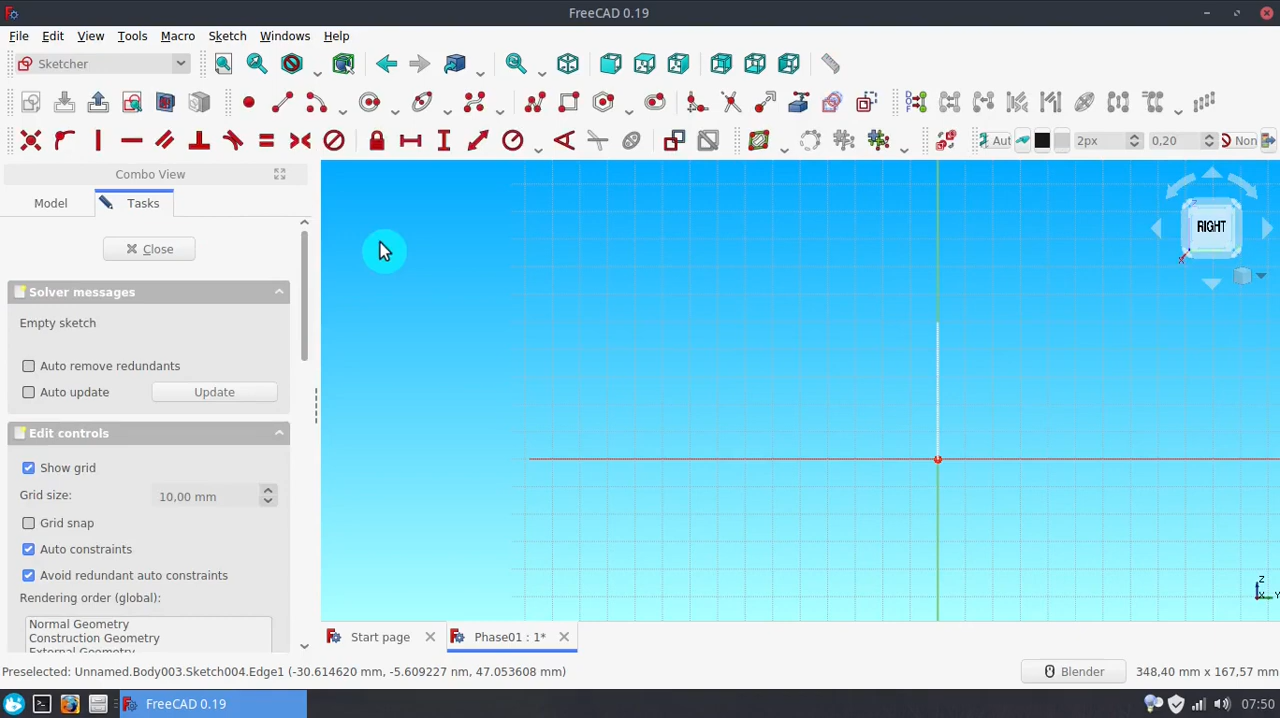 FreeCAD 0.19
File Edit View Tools Macro Sketch Windows Help
Sketcher
Aut 2px 0,20 Non
Combo View
Model Tasks
Close
Solver messages
Empty sketch
Auto remove redundants
Auto update Update
Edit controls
Show grid
Grid size: 10,00 mm
Grid snap
Auto constraints
Avoid redundant auto constraints
Rendering order (global):
Normal Geometry
Construction Geometry
External Geometry
RIGHT
Z
X
Z
X Y
Start page Phase01 : 1*
Preselected: Unnamed.Body003.Sketch004.Edge1 (-30.614620 mm, -5.609227 mm, 47.053608 mm) Blender 348,40 mm x 167,57 mm
FreeCAD 0.19 07:50